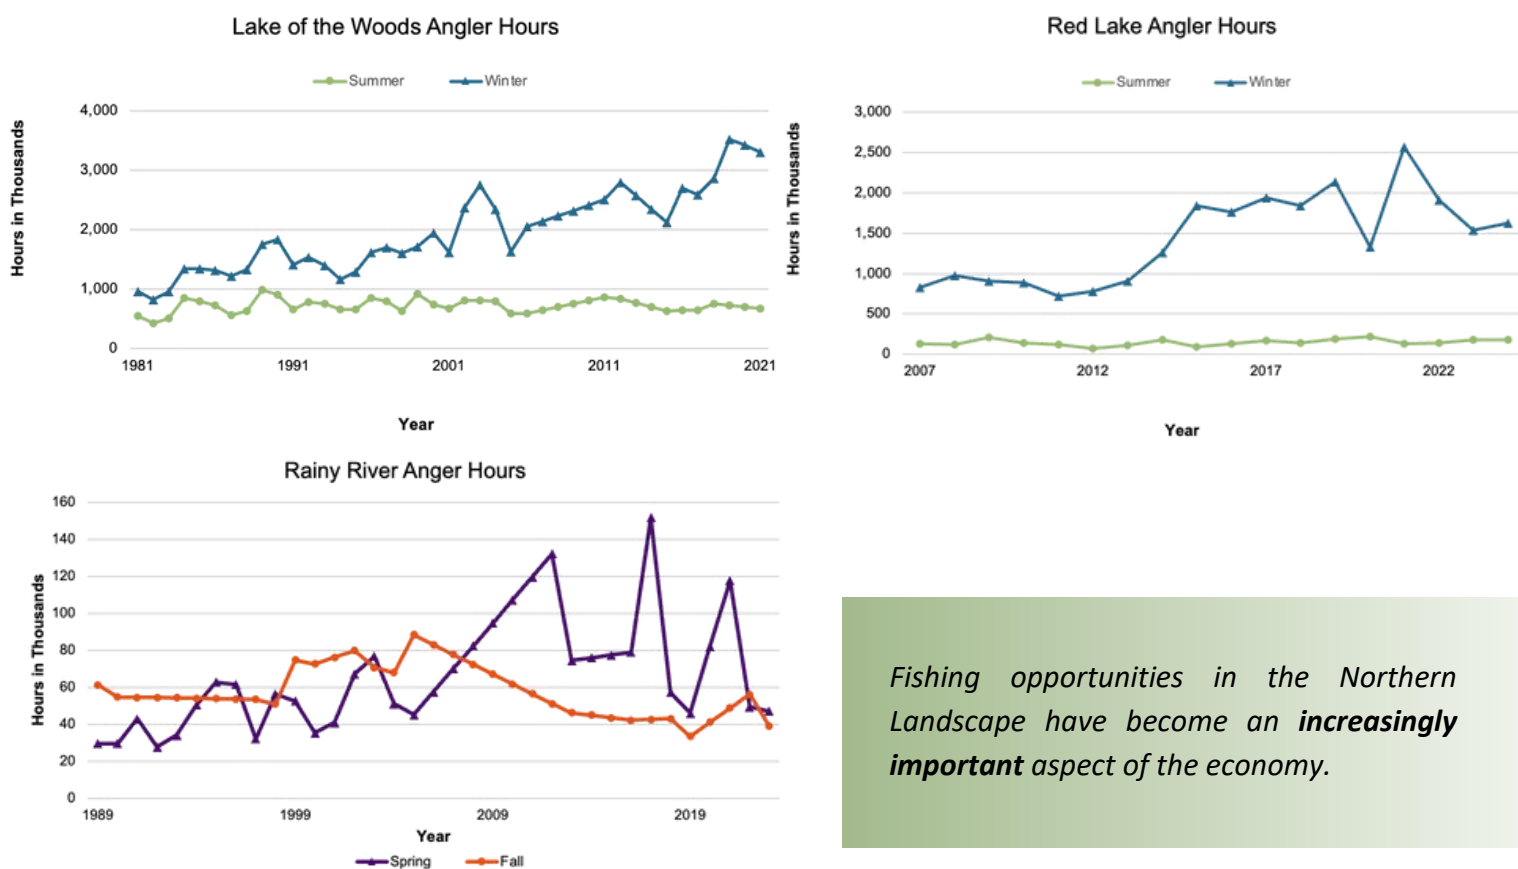 Lake of the Woods Angler Hours
Summer Winter
Hours in Thousands
4,000
3,000
2,000
1,000
0
1981 1991 2001 2011 2021
Year
Red Lake Angler Hours
Summer Winter
Hours in Thousands
3,000
2,500
2,000
1,500
1,000
500
0
2007 2012 2017 2022
Year
Rainy River Anger Hours
Hours in Thousands
160
140
120
100
80
60
40
20
0
1989 1999 2009 2019
Year
Spring Fall
Fishing opportunities in the Northern
Landscape have become an increasingly
important aspect of the economy.